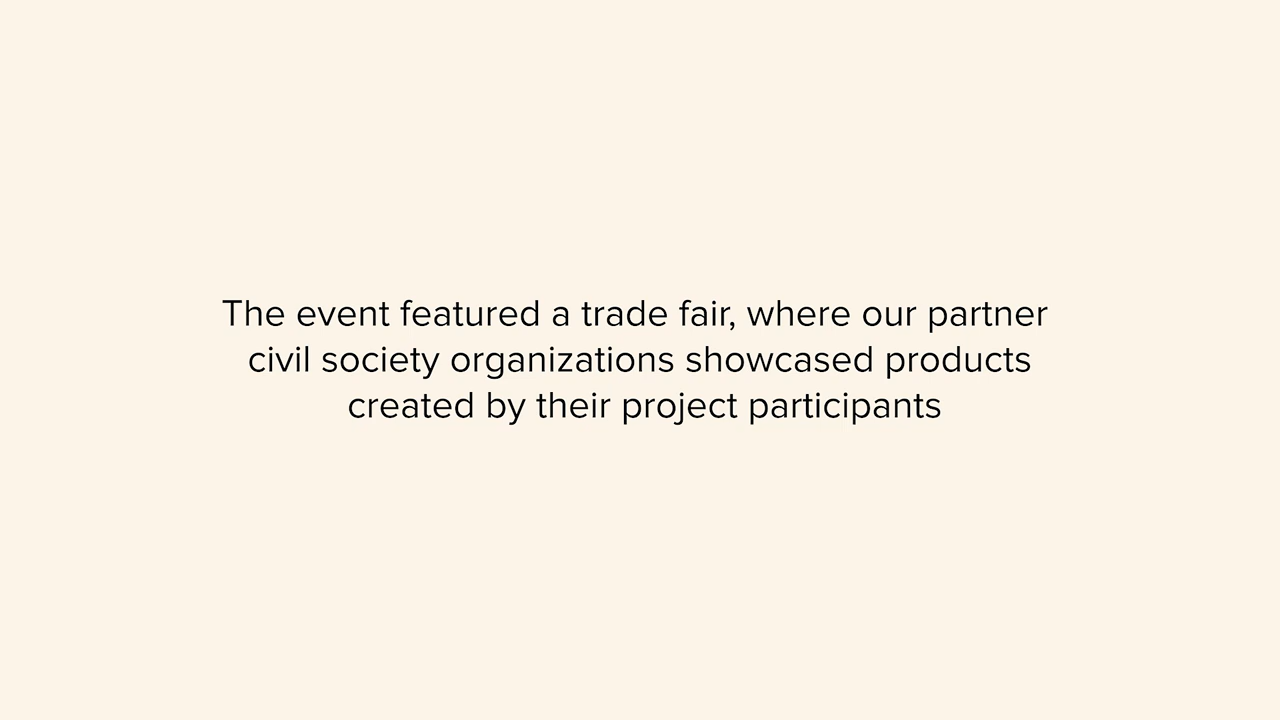 The event featured a trade fair, where our partner
civil society organizations showcased products
created by their project participants